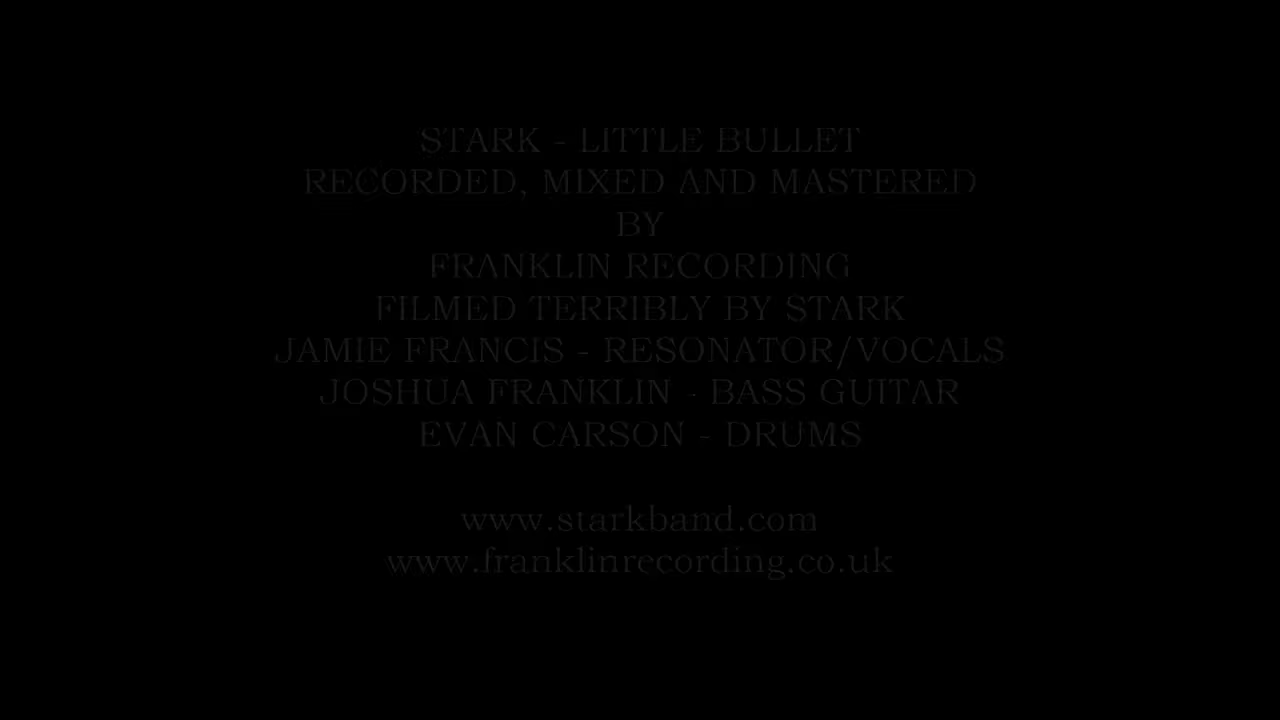 STARK - LITTLE BULLET
RECORDED, MIXED AND MASTERED
BY
FRANKLIN RECORDING
FILMED TERRIBLY BY STARK
JAMIE FRANCIS - RESONATOR/VOCALS
JOSHUA FRANKLIN - BASS GUITAR
EVAN CARSON - DRUMS
www.starkband.com
www.franklinrecording.co.uk